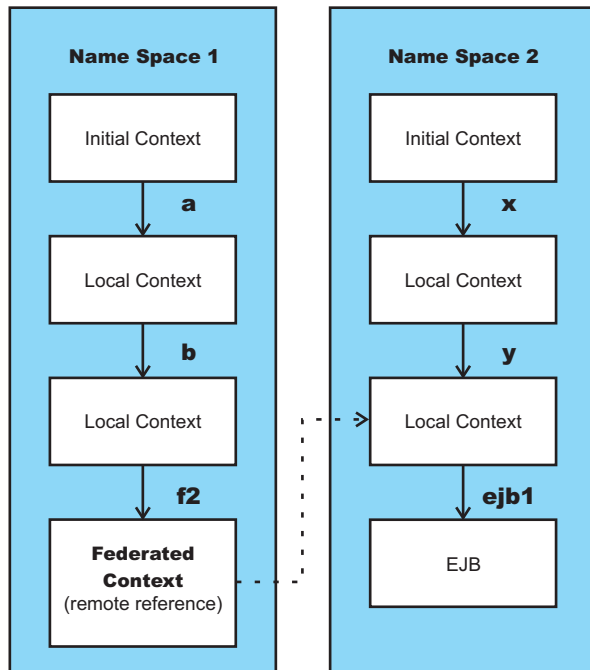 Name Space 1
Initial Context
a
Local Context
b
Local Context
f2
Federated
Context
(remote reference)
Name Space 2
Initial Context
x
Local Context
y
Local Context
ejb1
EJB